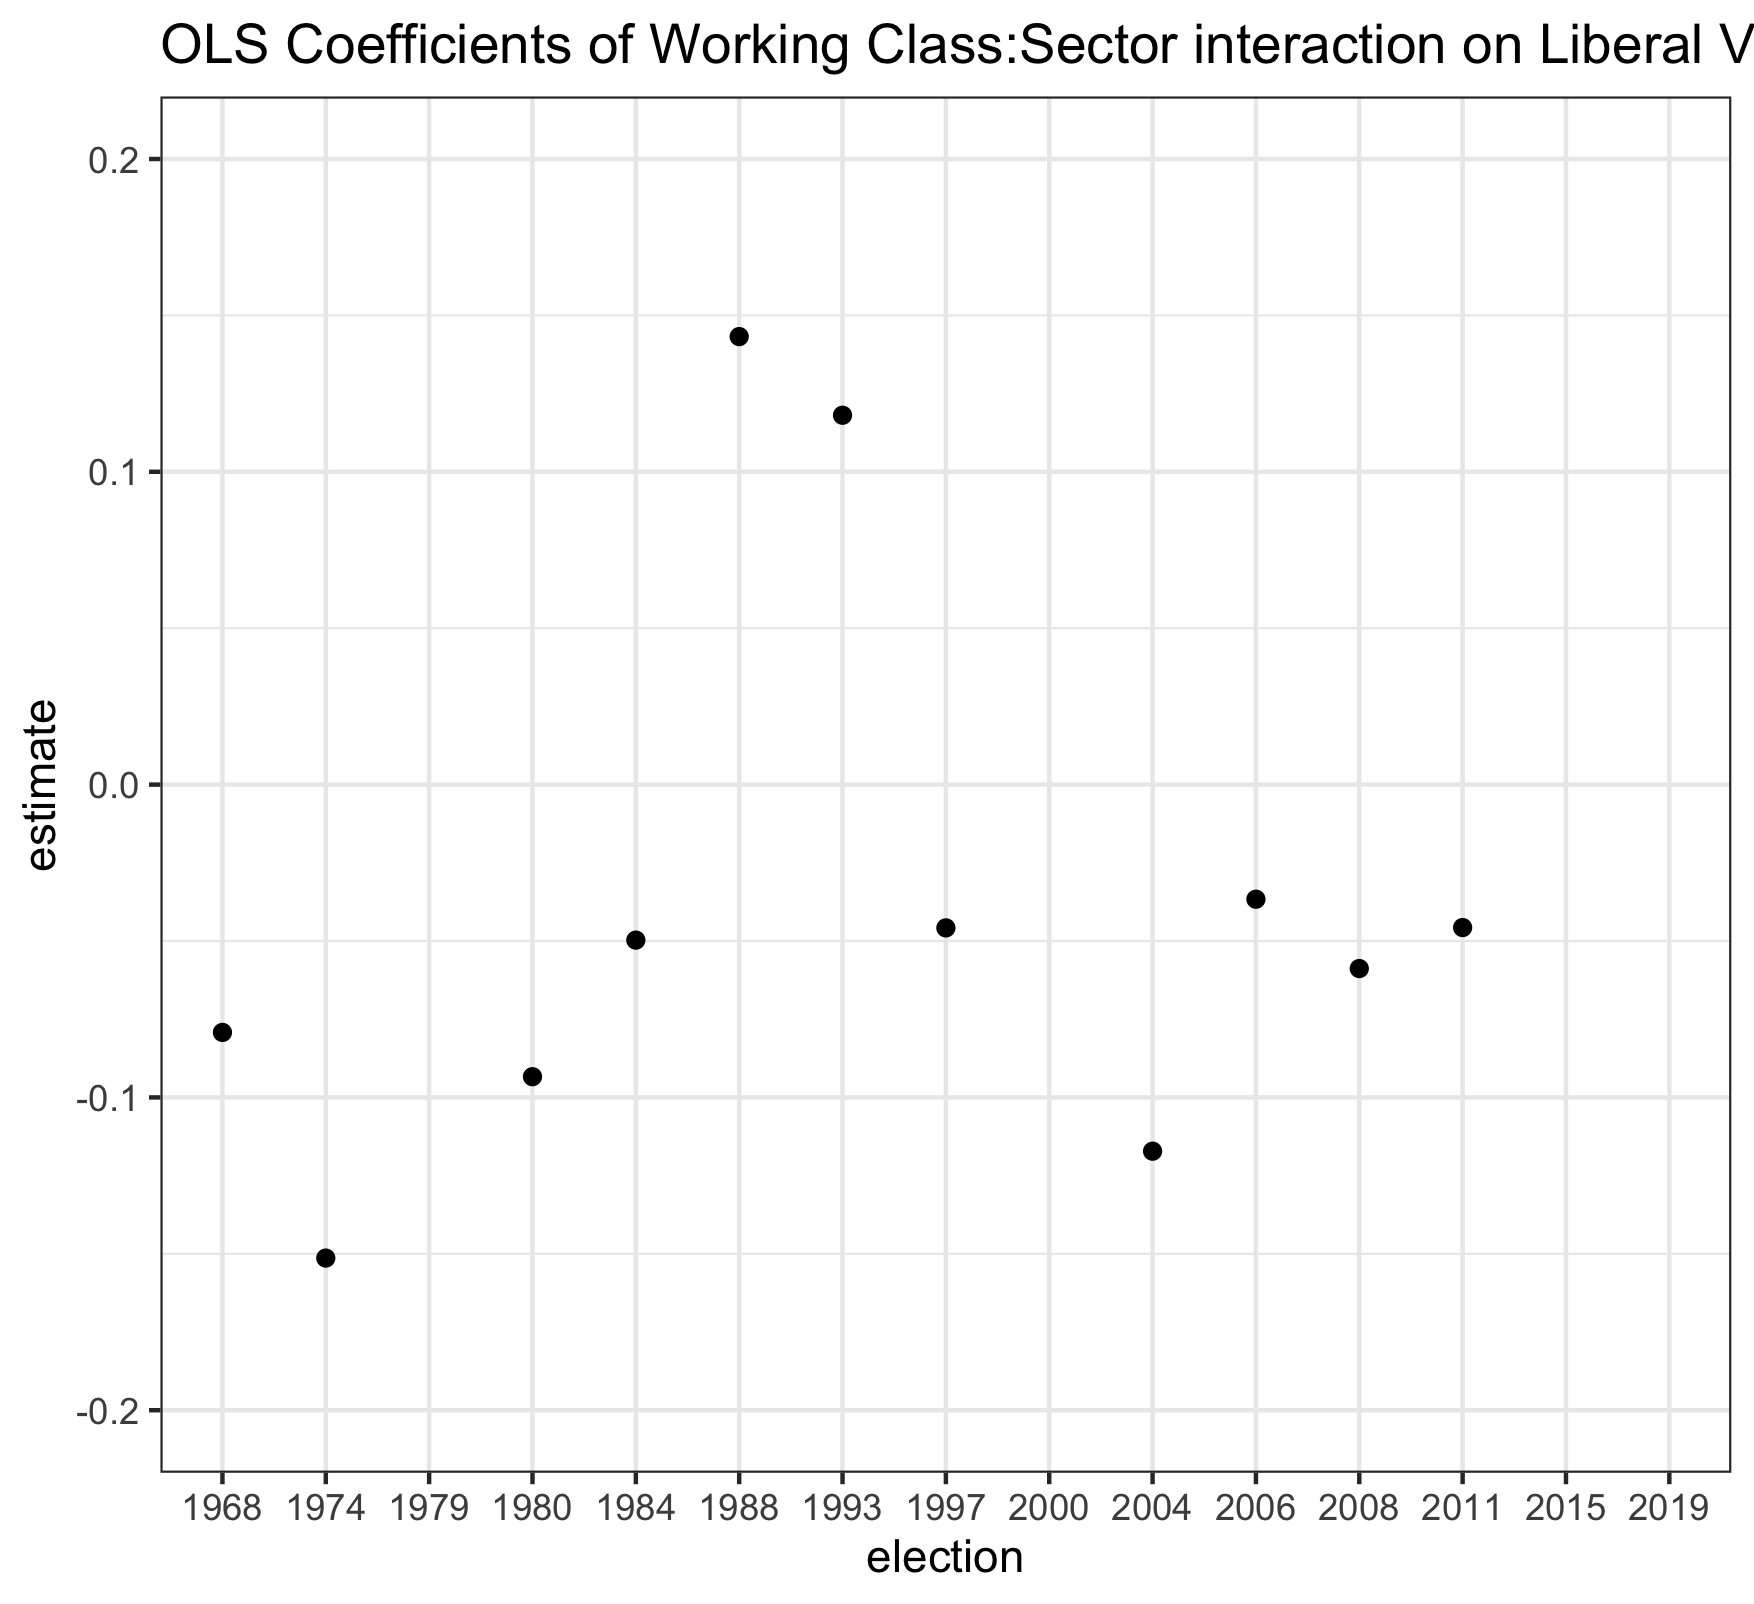 OLS Coefficients of Working Class:Sector interaction on Liberal V
0.2
0.1
0.0
-0.1
-0.2
estimate
1968 1974 1979 1980 1984 1988 1993 1997 2000 2004 2006 2008 2011 2015 2019
election